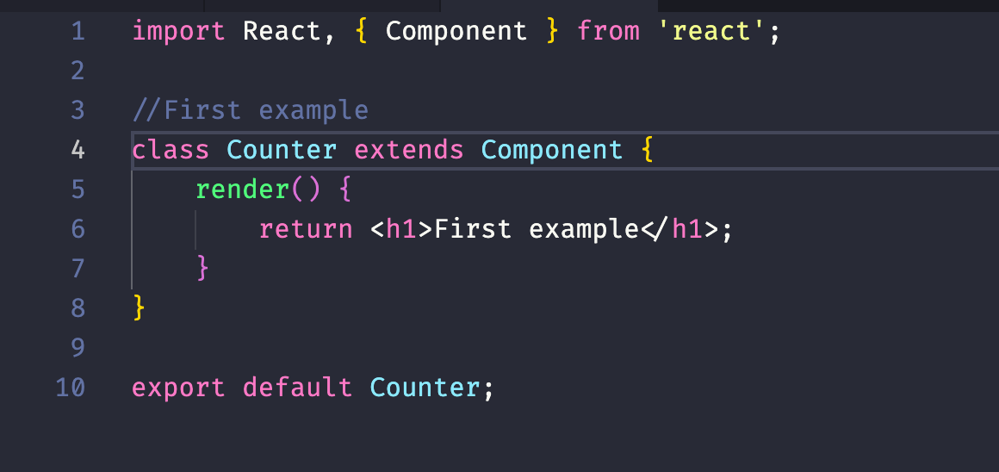 1 import React, { Component } from 'react';
2
3 //First example
4 class Counter extends Component {
5 render() {
6 return <h1>First example</h1>;
7 }
8 }
9
10 export default Counter;